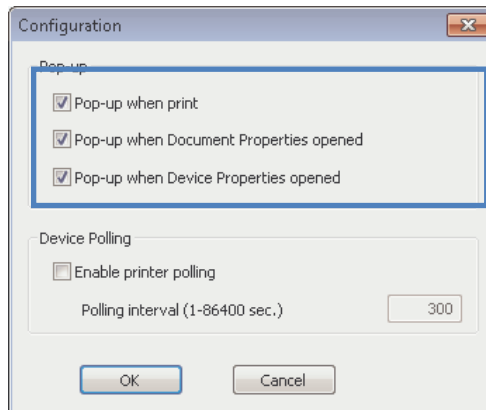 Configuration
Pop-up
Pop-up when print
Pop-up when Document Properties opened
Pop-up when Device Properties opened
Device Polling
Enable printer polling
Polling interval (1-86400 sec.) 300
OK Cancel